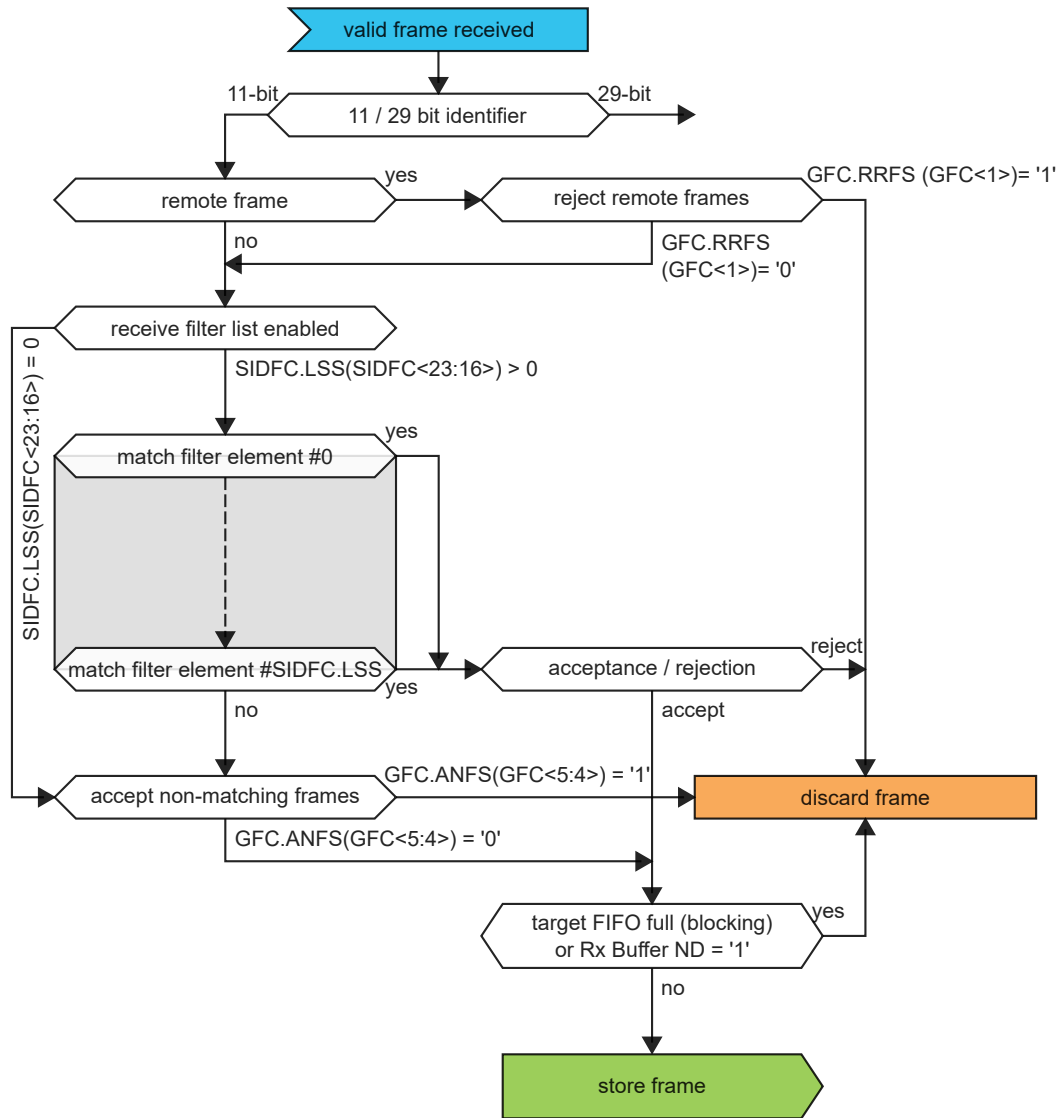 valid frame received
11-bit
29-bit
11 / 29 bit identifier
GFC.RRFS (GFC<1>)= '1'
yes
remote frame
reject remote frames
no
GFC.RRFS
(GFC<1>)= '0'
receive filter list enabled
SIDFC.LSS(SIDFC<23:16>) > 0
SIDFC.LSS(SIDFC<23:16>) = 0
yes
match filter element #0
reject
match filter element #SIDFC.LSS
yes
acceptance / rejection
no
accept
GFC.ANFS(GFC<5:4>) = '1'
accept non-matching frames
discard frame
GFC.ANFS(GFC<5:4>) = '0'
target FIFO full (blocking)
or Rx Buffer ND = '1'
yes
no
store frame